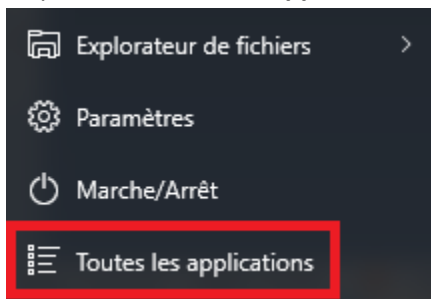 Explorateur de fichiers
Paramètres
Marche/Arrêt
Toutes les applications